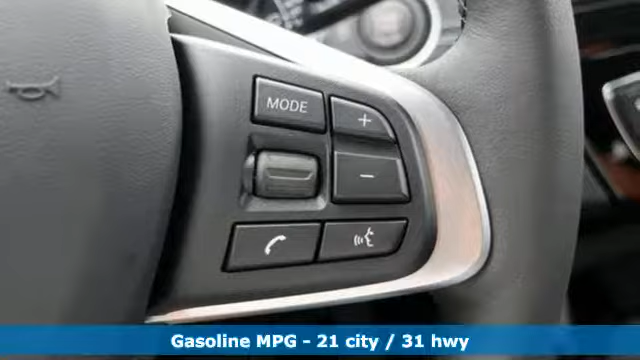 MODE
+
−
Gasoline MPG - 21 city / 31 hwy